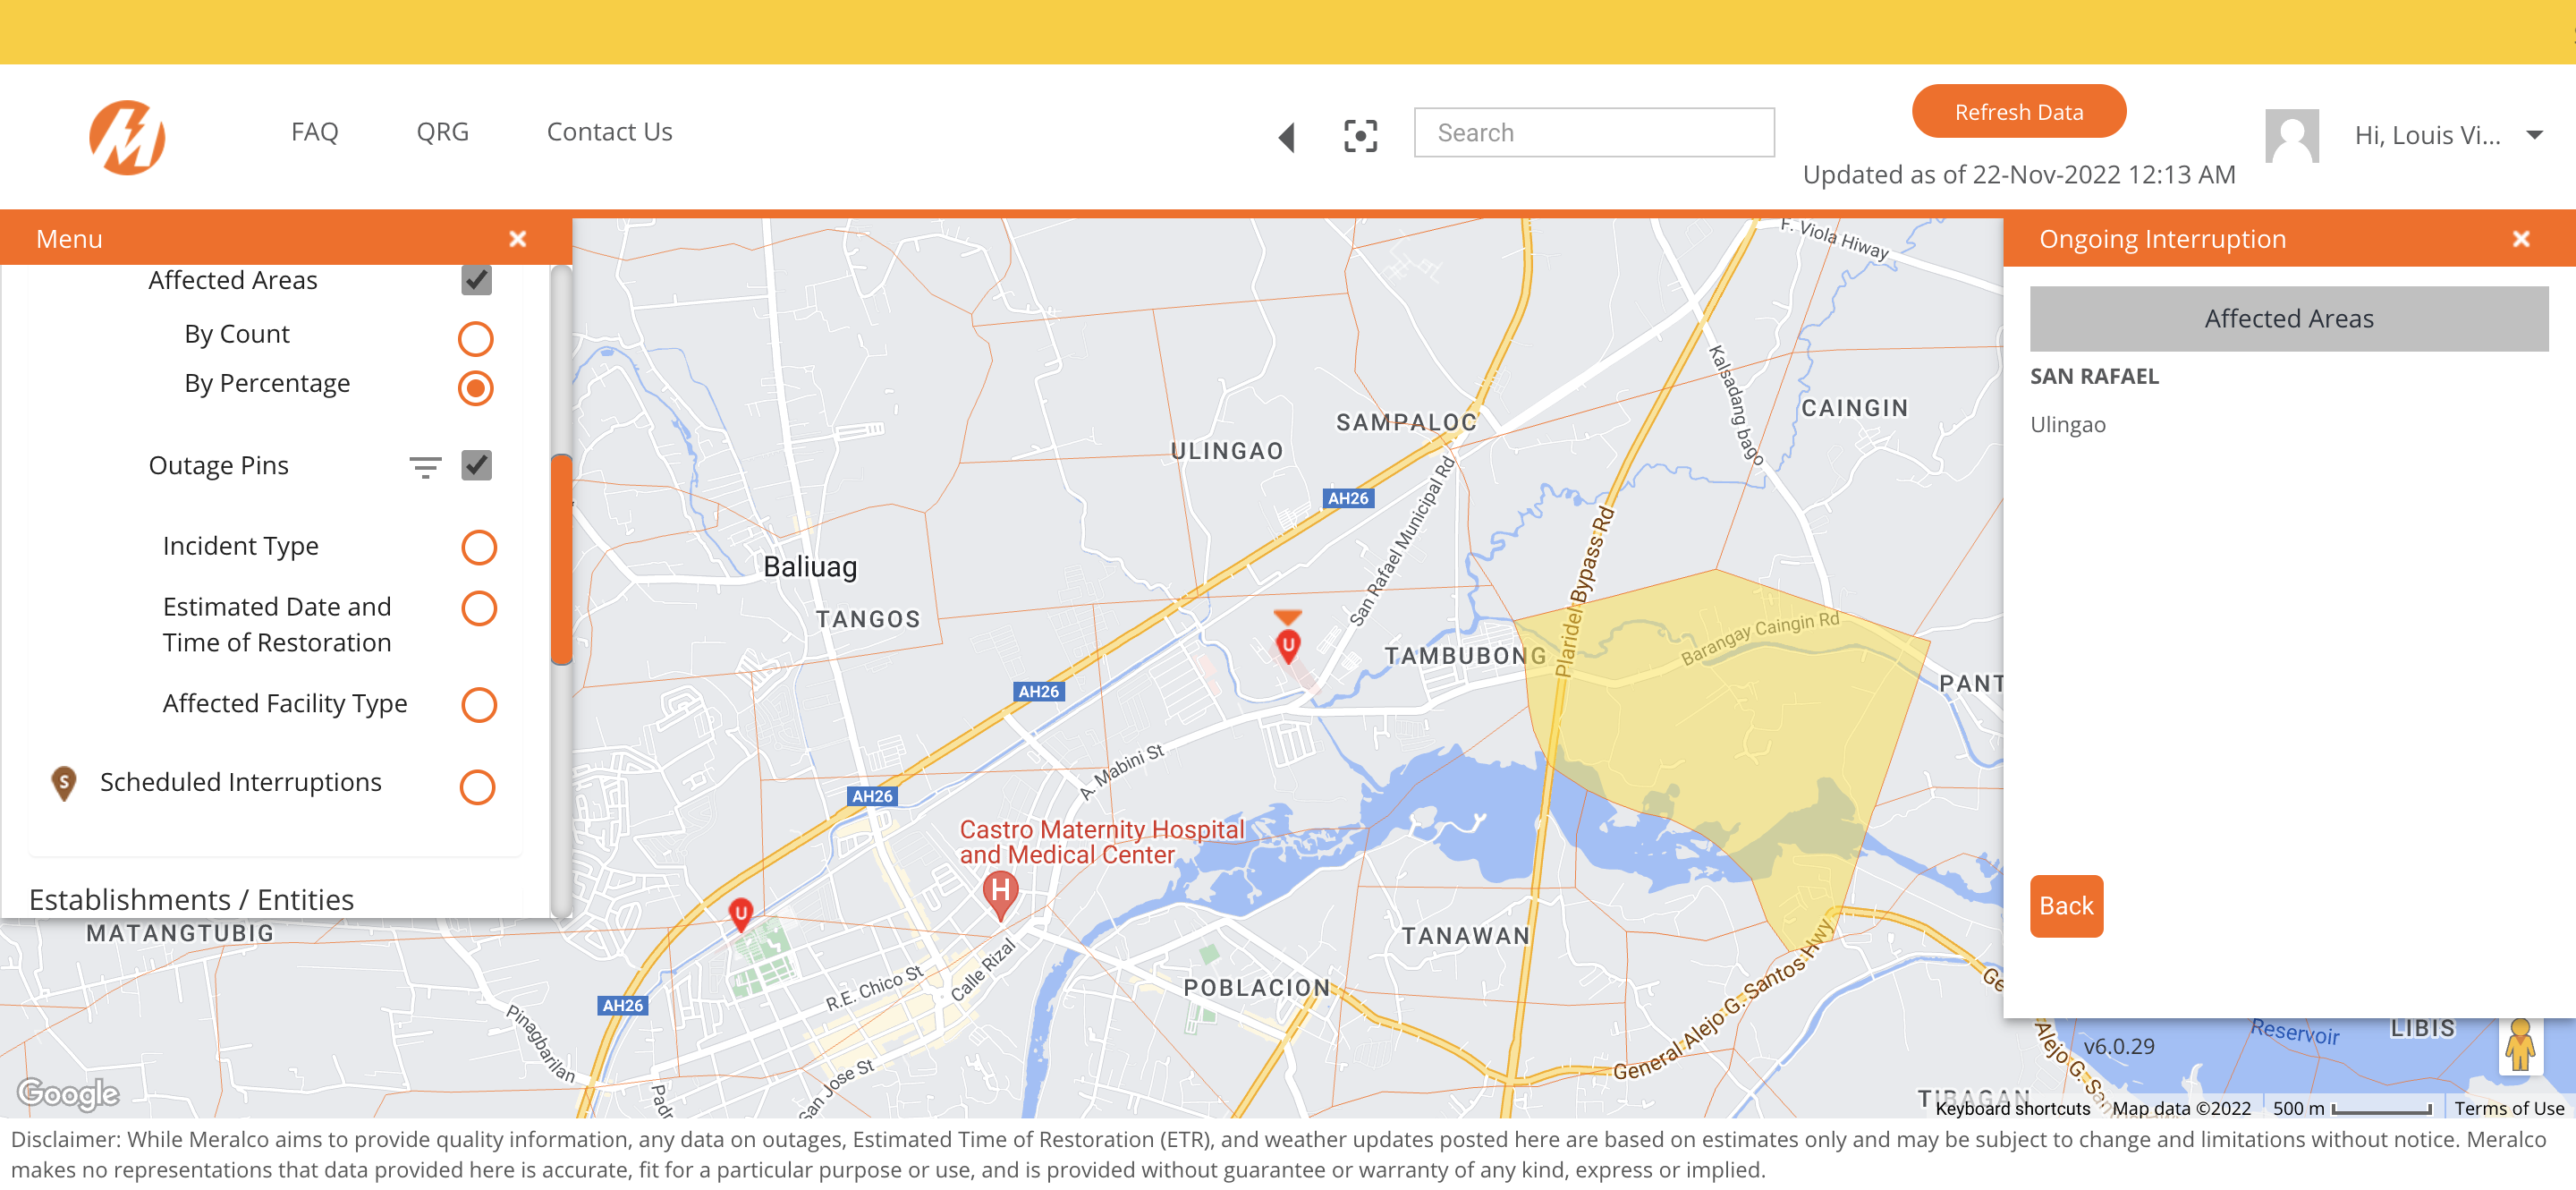 FAQ
QRG
Contact Us
Search
Refresh Data
Updated as of 22-Nov-2022 12:13 AM
Hi, Louis Vi...
Menu
Affected Areas
By Count
By Percentage
Outage Pins
Incident Type
Estimated Date and
Time of Restoration
Affected Facility Type
S
Scheduled Interruptions
Establishments / Entities
F. Viola Hiway
Kalsadang bago
CAINGIN
SAMPALOC
ULINGAO
AH26
San Rafael Municipal Rd
Plaridel Bypass Rd
Baliuag
TANGOS
U
TAMBUBONG
Barangay Caingin Rd
PANT
AH26
A. Mabini St
AH26
Castro Maternity Hospital
and Medical Center
H
U
MATANGTUBIG
TANAWAN
POBLACION
R.E. Chico St
Calle Rizal
AH26
Pinagbarilan
Padr
San Jose St
General Alejo G. Santos Hwy
Ge
Alejo G. San
Reservoir
LIBIS
TIBAGAN
v6.0.29
Google
Keyboard shortcuts
Map data ©2022
500 m
Terms of Use
Ongoing Interruption
Affected Areas
SAN RAFAEL
Ulingao
Back
Disclaimer: While Meralco aims to provide quality information, any data on outages, Estimated Time of Restoration (ETR), and weather updates posted here are based on estimates only and may be subject to change and limitations without notice. Meralco
makes no representations that data provided here is accurate, fit for a particular purpose or use, and is provided without guarantee or warranty of any kind, express or implied.